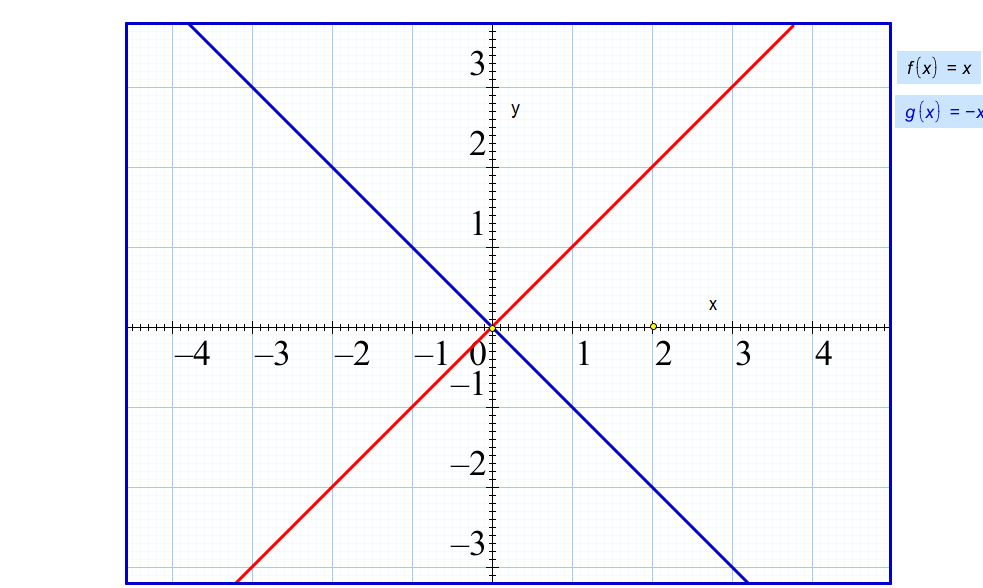 3
f(x) = x
y
g(x) = −x
2
1
x
−4 −3 −2 −1 0 1 2 3 4
−1
−2
−3